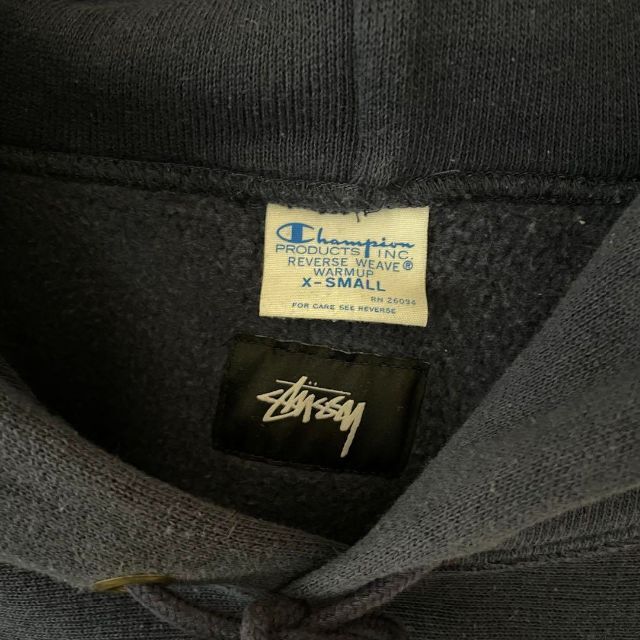 Champion
PRODUCTS INC.
REVERSE WEAVE®
WARMUP
X-SMALL
RN 26094
FOR CARE SEE REVERSE
Stüssy